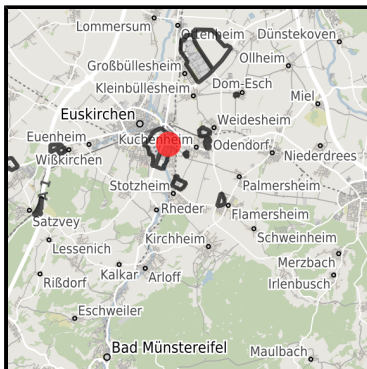 Lommersum
Ottenheim
Dünstekoven
Großbüllesheim
Ollheim
Kleinbüllesheim
Dom-Esch
Miel
Euskirchen
Weidesheim
Euenheim
Kuchenheim
Odendorf
Wißkirchen
Niederdrees
Stotzheim
Palmersheim
Rheder
Satzvey
Flamersheim
Lessenich
Kirchheim
Schweinheim
Rißdorf
Kalkar
Arloff
Merzbach
Irlenbusch
Eschweiler
Bad Münstereifel
Maulbach